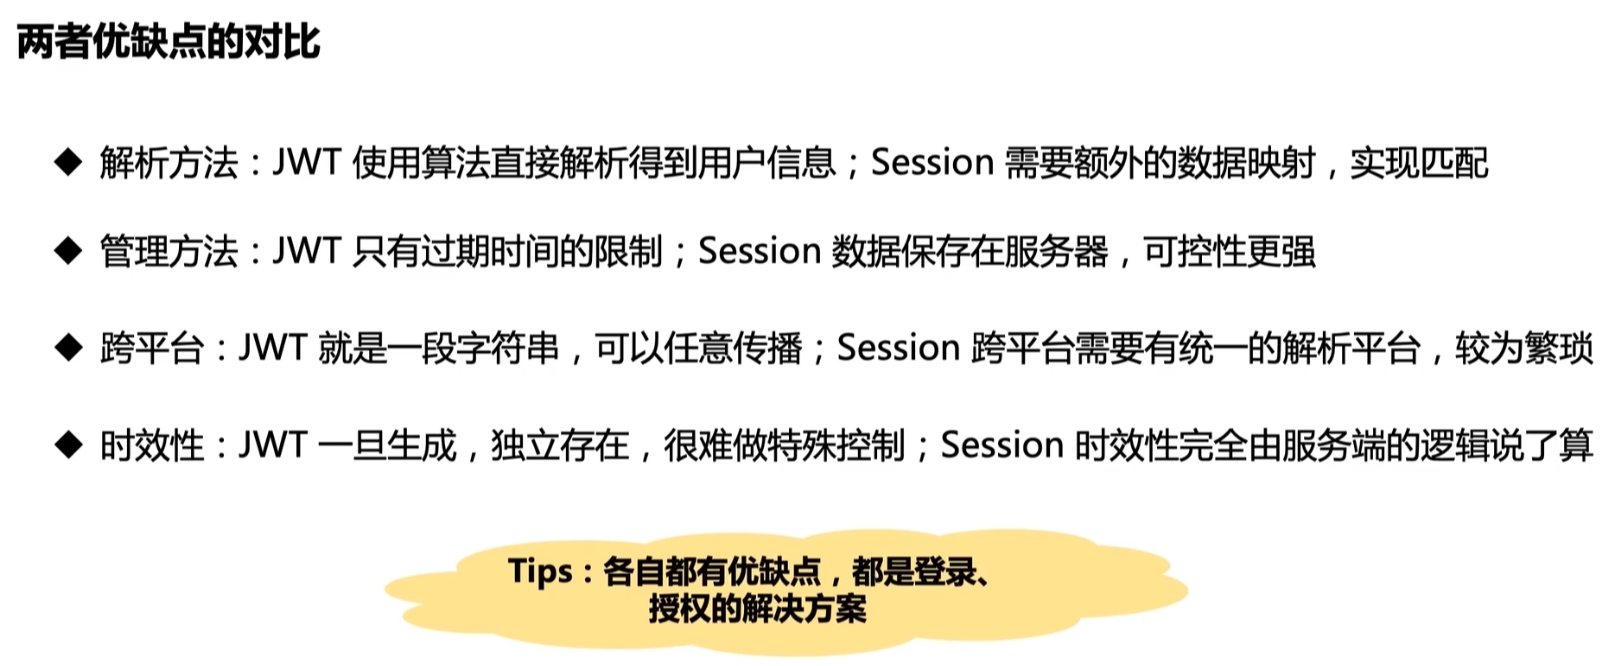 两者优缺点的对比
◆ 解析方法：JWT 使用算法直接解析得到用户信息；Session 需要额外的数据映射，实现匹配
◆ 管理方法：JWT 只有过期时间的限制；Session 数据保存在服务器，可控性更强
◆ 跨平台：JWT 就是一段字符串，可以任意传播；Session 跨平台需要有统一的解析平台，较为繁琐
◆ 时效性：JWT 一旦生成，独立存在，很难做特殊控制；Session 时效性完全由服务端的逻辑说了算
Tips：各自都有优缺点，都是登录、
授权的解决方案